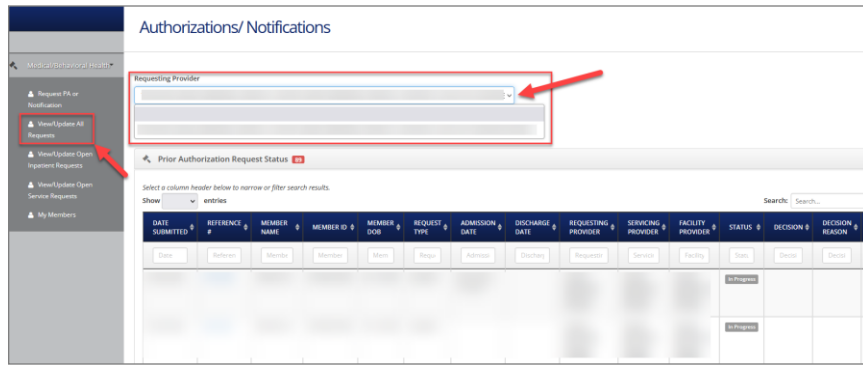 Authorizations/ Notifications
Medical/Behavioral Health
Request PA or
Notification
View/Update All
Requests
View/Update Open
Inpatient Requests
View/Update Open
Service Requests
My Members
Requesting Provider
Prior Authorization Request Status
Select a column header below to narrow or filter search results.
Show entries
Search: Search...
DATE SUBMITTED REFERENCE # MEMBER NAME MEMBER ID MEMBER DOB REQUEST TYPE ADMISSION DATE DISCHARGE DATE REQUESTING PROVIDER SERVICING PROVIDER FACILITY PROVIDER STATUS DECISION DECISION REASON
Date Referen Membe Member Mem Requ Admissi Discharg Requestir Service Facility Statu Decisi Decisi
In Progress
In Progress